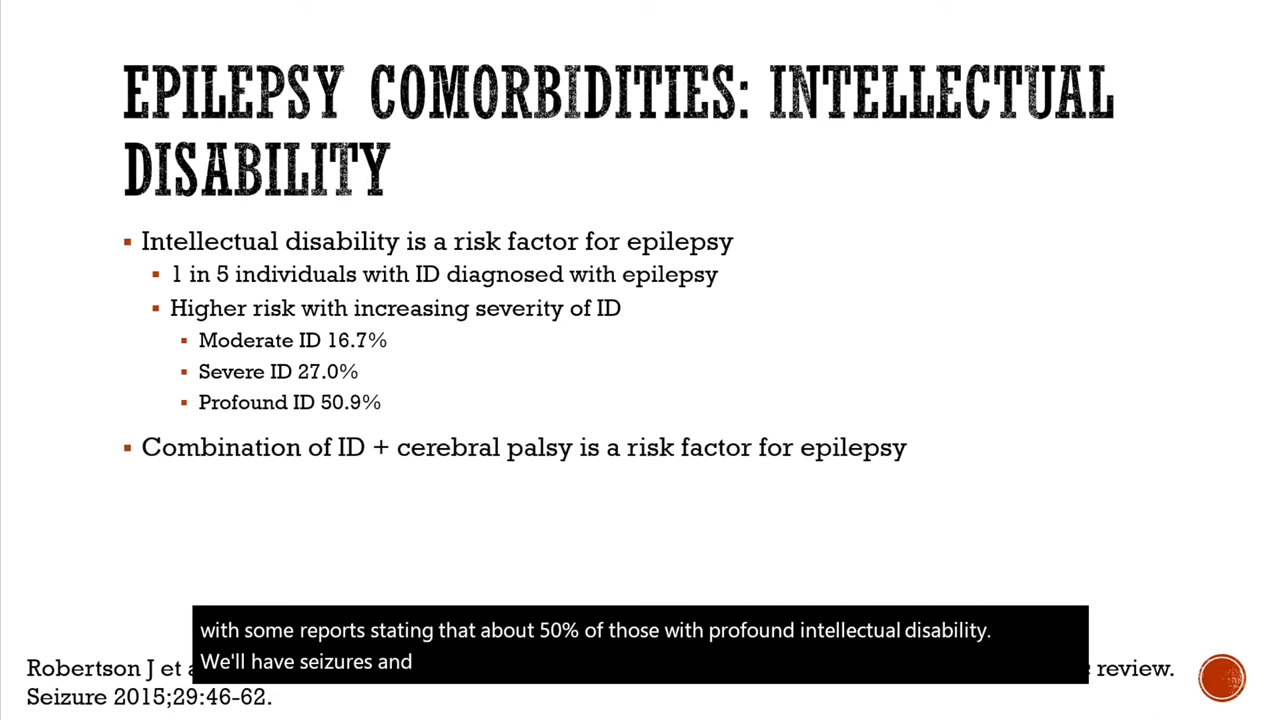 EPILEPSY COMORBIDITIES: INTELLECTUAL
DISABILITY
▪ Intellectual disability is a risk factor for epilepsy
▪ 1 in 5 individuals with ID diagnosed with epilepsy
▪ Higher risk with increasing severity of ID
▪ Moderate ID 16.7%
▪ Severe ID 27.0%
▪ Profound ID 50.9%
▪ Combination of ID + cerebral palsy is a risk factor for epilepsy
with some reports stating that about 50% of those with profound intellectual disability.
We'll have seizures and
Robertson J et review.
Seizure 2015;29:46-62.